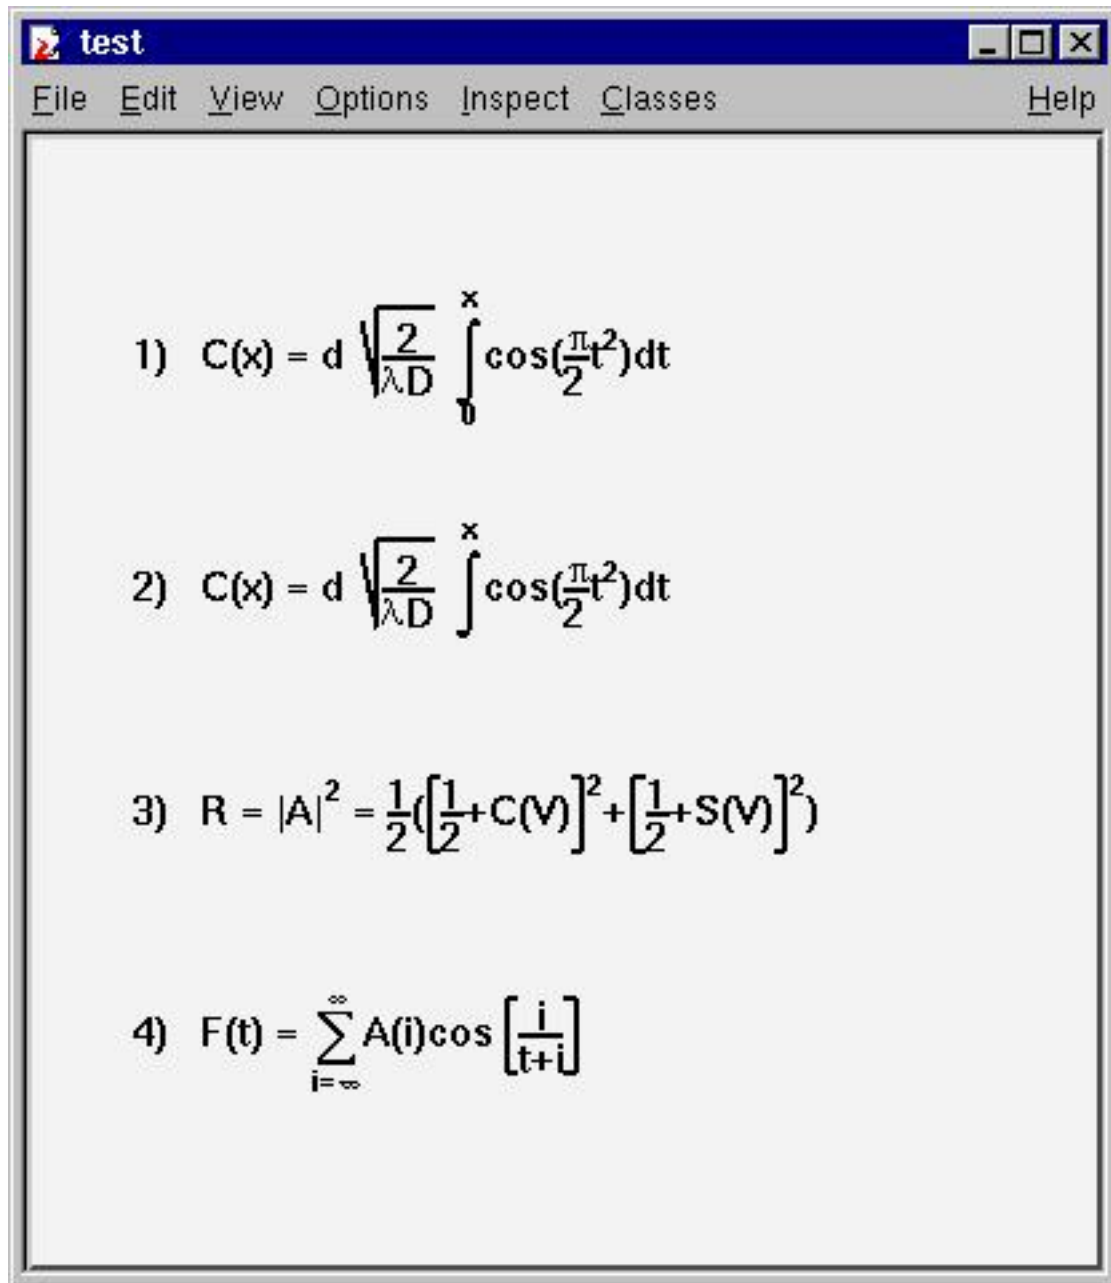 test
File Edit View Options Inspect Classes Help
1) C(x) = d √(2/λD) ∫₀ˣ cos(π/2 t²)dt
2) C(x) = d √(2/λD) ∫ˣ cos(π/2 t²)dt
3) R = |A|² = 1/2([1/2+C(V)]²+[1/2+S(V)]²)
4) F(t) = ∑_{i=∞}^{∞} A(i)cos [i/t+i]